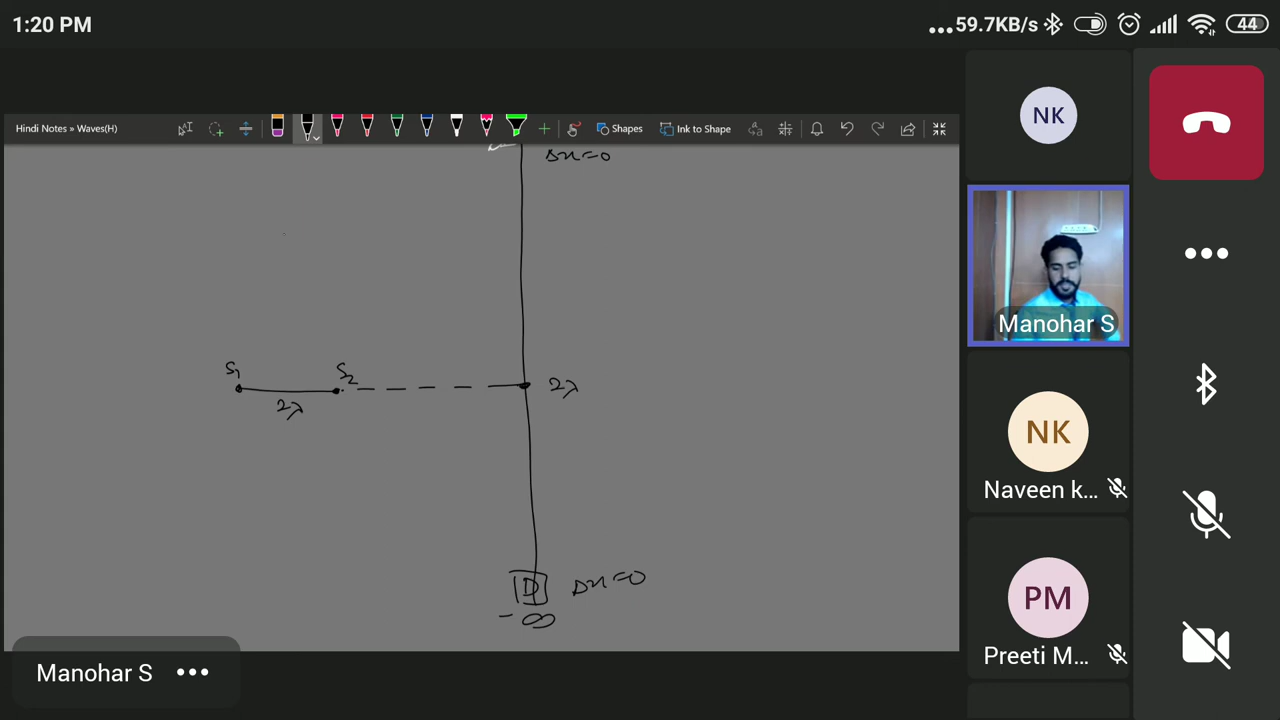 1:20 PM
...59.7KB/s
44
Hindi Notes » Waves(H)
Shapes
Ink to Shape
Δx=0
S1
S2
2λ
2λ
D
Δx=0
- ∞
NK
Manohar S
NK
Naveen k...
PM
Preeti M...
Manohar S